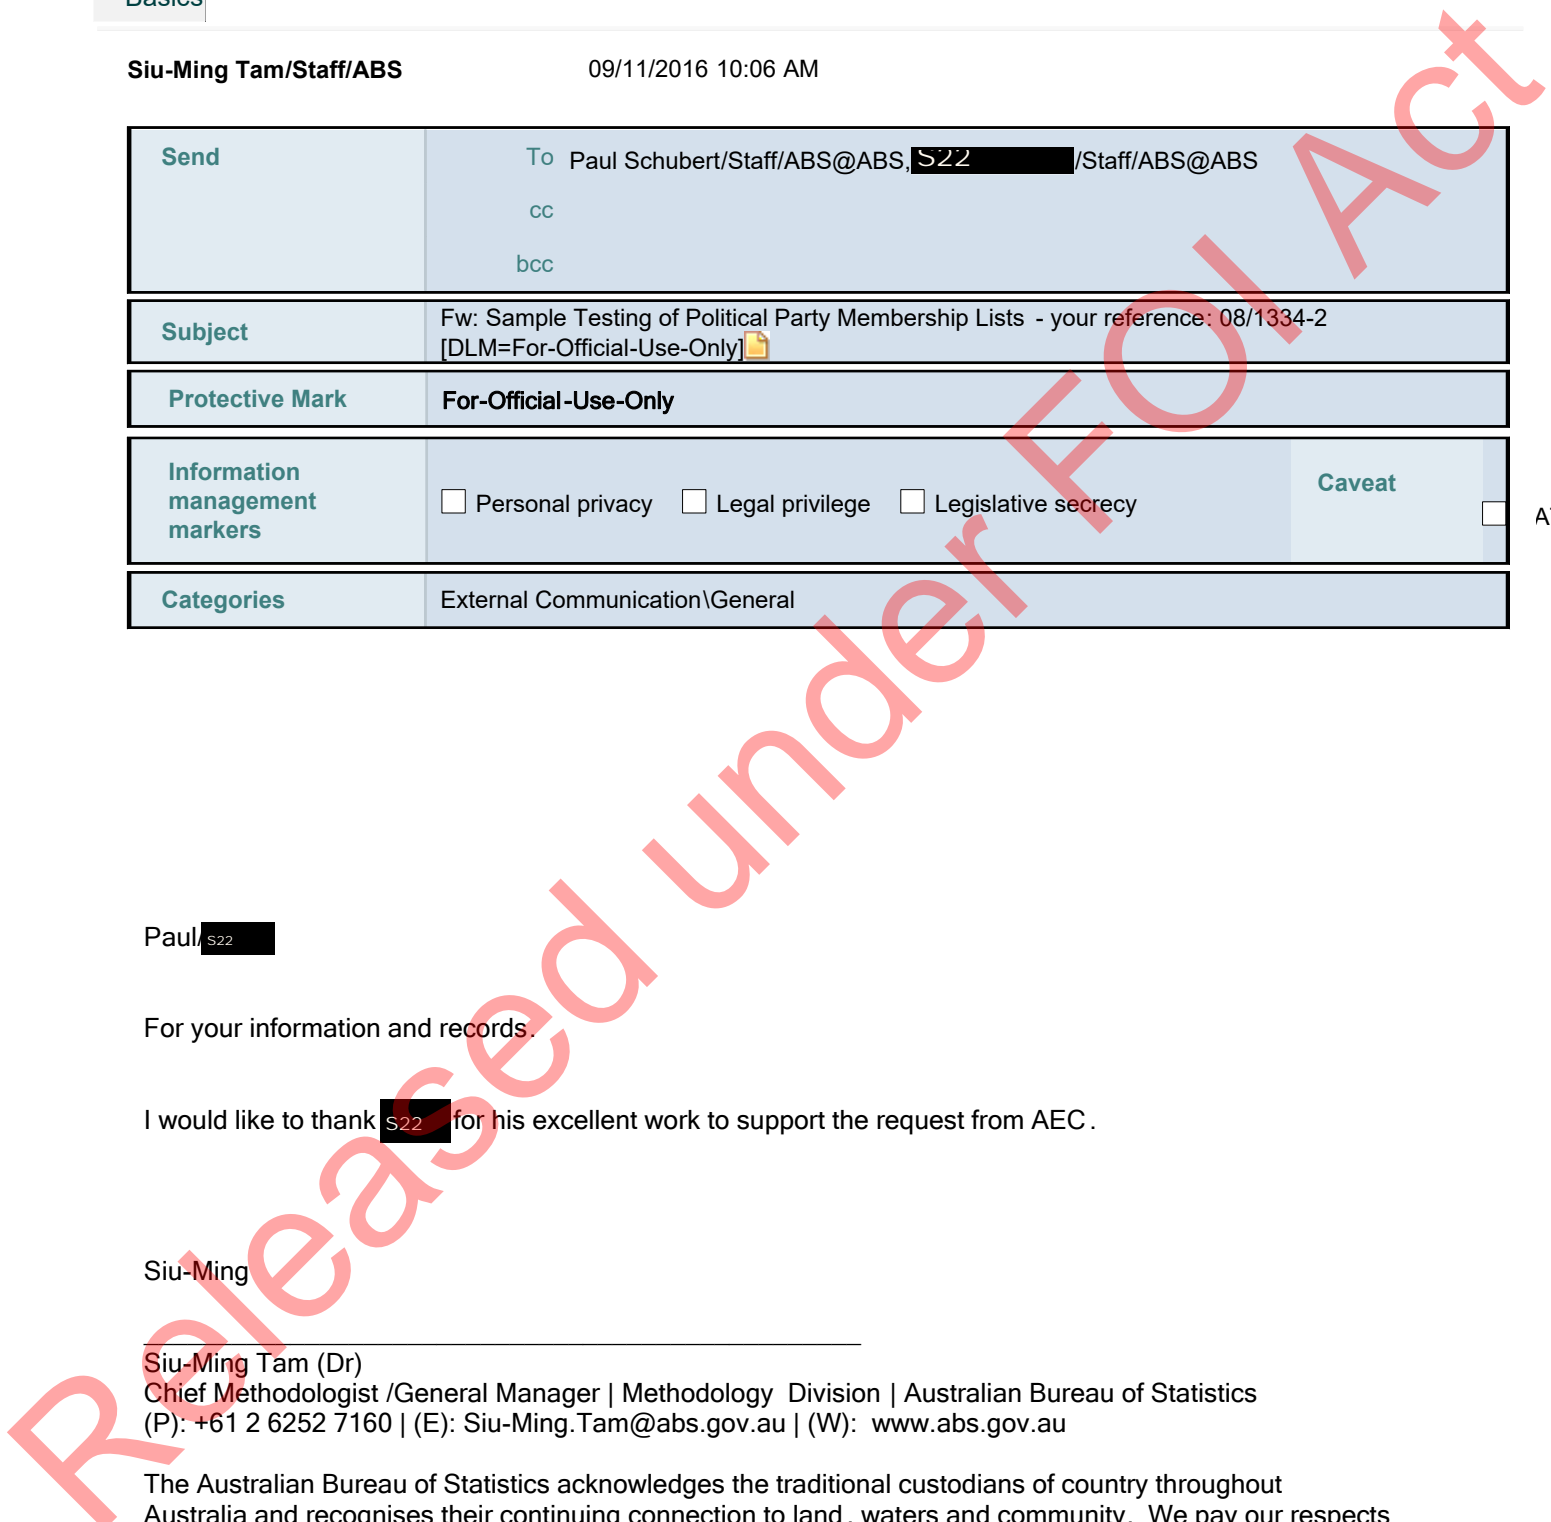 Basics
Siu-Ming Tam/Staff/ABS 09/11/2016 10:06 AM
Send To Paul Schubert/Staff/ABS@ABS, S22 /Staff/ABS@ABS
cc
bcc
Subject Fw: Sample Testing of Political Party Membership Lists - your reference: 08/1334-2
[DLM=For-Official-Use-Only]
Protective Mark For-Official-Use-Only
Information
management
markers
Personal privacy Legal privilege Legislative secrecy
Caveat
Categories External Communication\General
Paul/ S22
For your information and records.
I would like to thank S22 for his excellent work to support the request from AEC.
Siu-Ming
Siu-Ming Tam (Dr)
Chief Methodologist /General Manager | Methodology Division | Australian Bureau of Statistics
(P): +61 2 6252 7160 | (E): Siu-Ming.Tam@abs.gov.au | (W): www.abs.gov.au
The Australian Bureau of Statistics acknowledges the traditional custodians of country throughout
Australia and recognises their continuing connection to land, waters and community. We pay our respects
Released under FOI Act